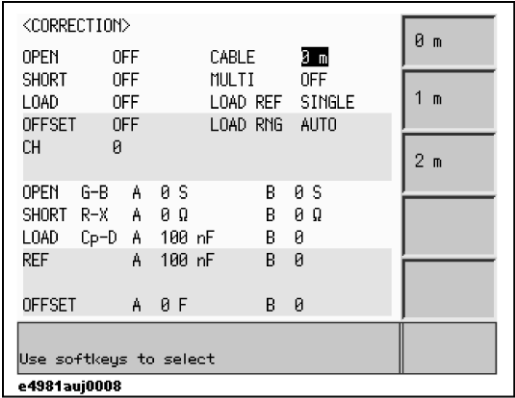 <CORRECTION>
OPEN OFF CABLE 0 m
SHORT OFF MULTI OFF
LOAD OFF LOAD REF SINGLE
OFFSET OFF LOAD RNG AUTO
CH 0
OPEN G-B A 0 S B 0 S
SHORT R-X A 0 Ω B 0 Ω
LOAD Cp-D A 100 nF B 0
REF A 100 nF B 0
OFFSET A 0 F B 0
Use softkeys to select
0 m
1 m
2 m
e4981auj0008